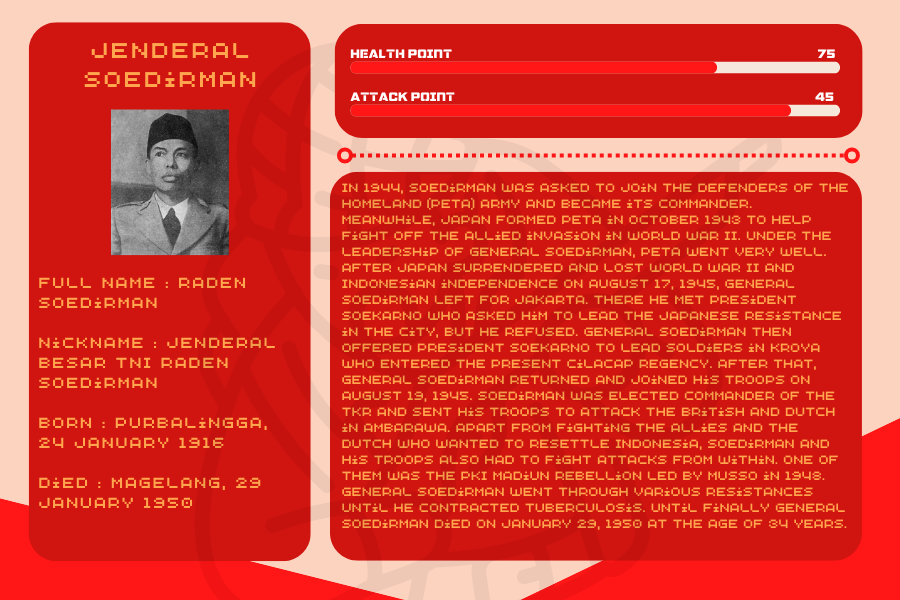 JENDERAL
SOEDiRMAN
FULL NAME : RADEN
SOEDiRMAN
NiCKNAME : JENDERAL
BESAR TNI RADEN
SOEDiRMAN
BORN : PURBALiNGGA,
24 JANUARY 1916
DiED : MAGELANG, 29
JANUARY 1950
HEALTH POINT 75
ATTACK POINT 45
IN 1944, SOEDiRMAN WAS ASKED TO JOiN THE DEFENDERS OF THE
HOMELAND (PETA) ARMY AND BECAME iTS COMMANDER.
MEANWHiLE, JAPAN FORMED PETA iN OCTOBER 1943 TO HELP
FiGHT OFF THE ALLiED iNVASiON iN WORLD WAR II. UNDER THE
LEADERSHiP OF GENERAL SOEDiRMAN, PETA WENT VERY WELL.
AFTER JAPAN SURRENDERED AND LOST WORLD WAR II AND
INDONESiAN iNDEPENDENCE ON AUGUST 17, 1945, GENERAL
SOEDiRMAN LEFT FOR JAKARTA. THERE HE MET PRESiDENT
SOEKARNO WHO ASKED HiM TO LEAD THE JAPANESE RESiSTANCE
iN THE CiTY, BUT HE REFUSED. GENERAL SOEDiRMAN THEN
OFFERED PRESiDENT SOEKARNO TO LEAD SOLDiERS iN KROYA
WHO ENTERED THE PRESENT CiLACAP REGENCY. AFTER THAT,
GENERAL SOEDiRMAN RETURNED AND JOiNED HiS TROOPS ON
AUGUST 19, 1945. SOEDiRMAN WAS ELECTED COMMANDER OF THE
TKR AND SENT HiS TROOPS TO ATTACK THE BRiTiSH AND DUTCH
iN AMBARAWA. APART FROM FiGHTiNG THE ALLiES AND THE
DUTCH WHO WANTED TO RESETTLE INDONESiA, SOEDiRMAN AND
HiS TROOPS ALSO HAD TO FiGHT ATTACKS FROM WiTHiN. ONE OF
THEM WAS THE PKI MADiUN REBELLiON LED BY MUSSO iN 1948.
GENERAL SOEDiRMAN WENT THROUGH VARiOUS RESiSTANCES
UNTiL HE CONTRACTED TUBERCULOSiS. UNTiL FiNALLY GENERAL
SOEDiRMAN DiED ON JANUARY 29, 1950 AT THE AGE OF 34 YEARS.